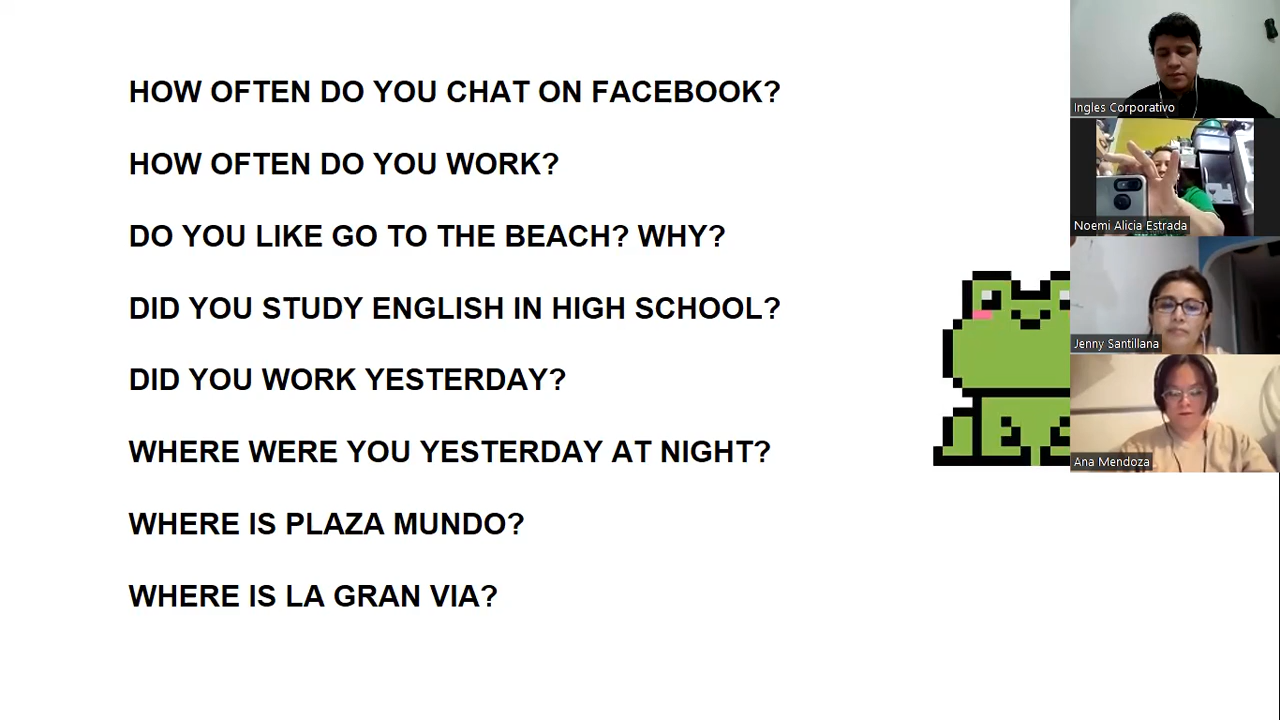 HOW OFTEN DO YOU CHAT ON FACEBOOK?
HOW OFTEN DO YOU WORK?
DO YOU LIKE GO TO THE BEACH? WHY?
DID YOU STUDY ENGLISH IN HIGH SCHOOL?
DID YOU WORK YESTERDAY?
WHERE WERE YOU YESTERDAY AT NIGHT?
WHERE IS PLAZA MUNDO?
WHERE IS LA GRAN VIA?
Ingles Corporativo
Noemi Alicia Estrada
Jenny Santillana
Ana Mendoza